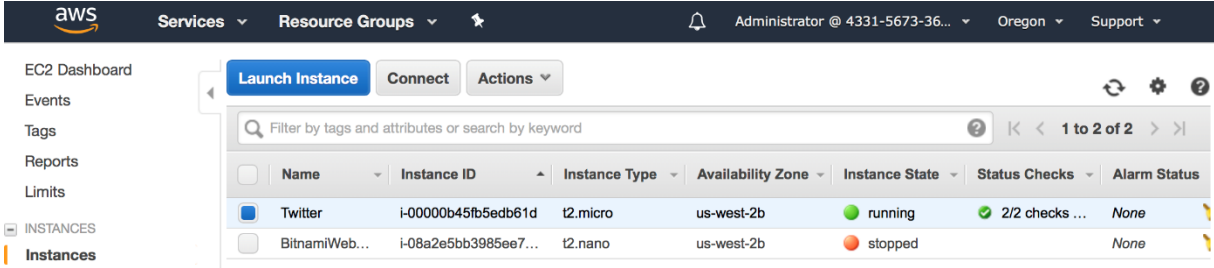 aws Services Resource Groups Administrator @ 4331-5673-36... Oregon Support
EC2 Dashboard
Events
Tags
Reports
Limits
INSTANCES
Instances
Launch Instance Connect Actions
Filter by tags and attributes or search by keyword 1 to 2 of 2
Name Instance ID Instance Type Availability Zone Instance State Status Checks Alarm Status
Twitter i-00000b45fb5edb61d t2.micro us-west-2b running 2/2 checks ... None
BitnamiWeb... i-08a2e5bb3985ee7... t2.nano us-west-2b stopped None